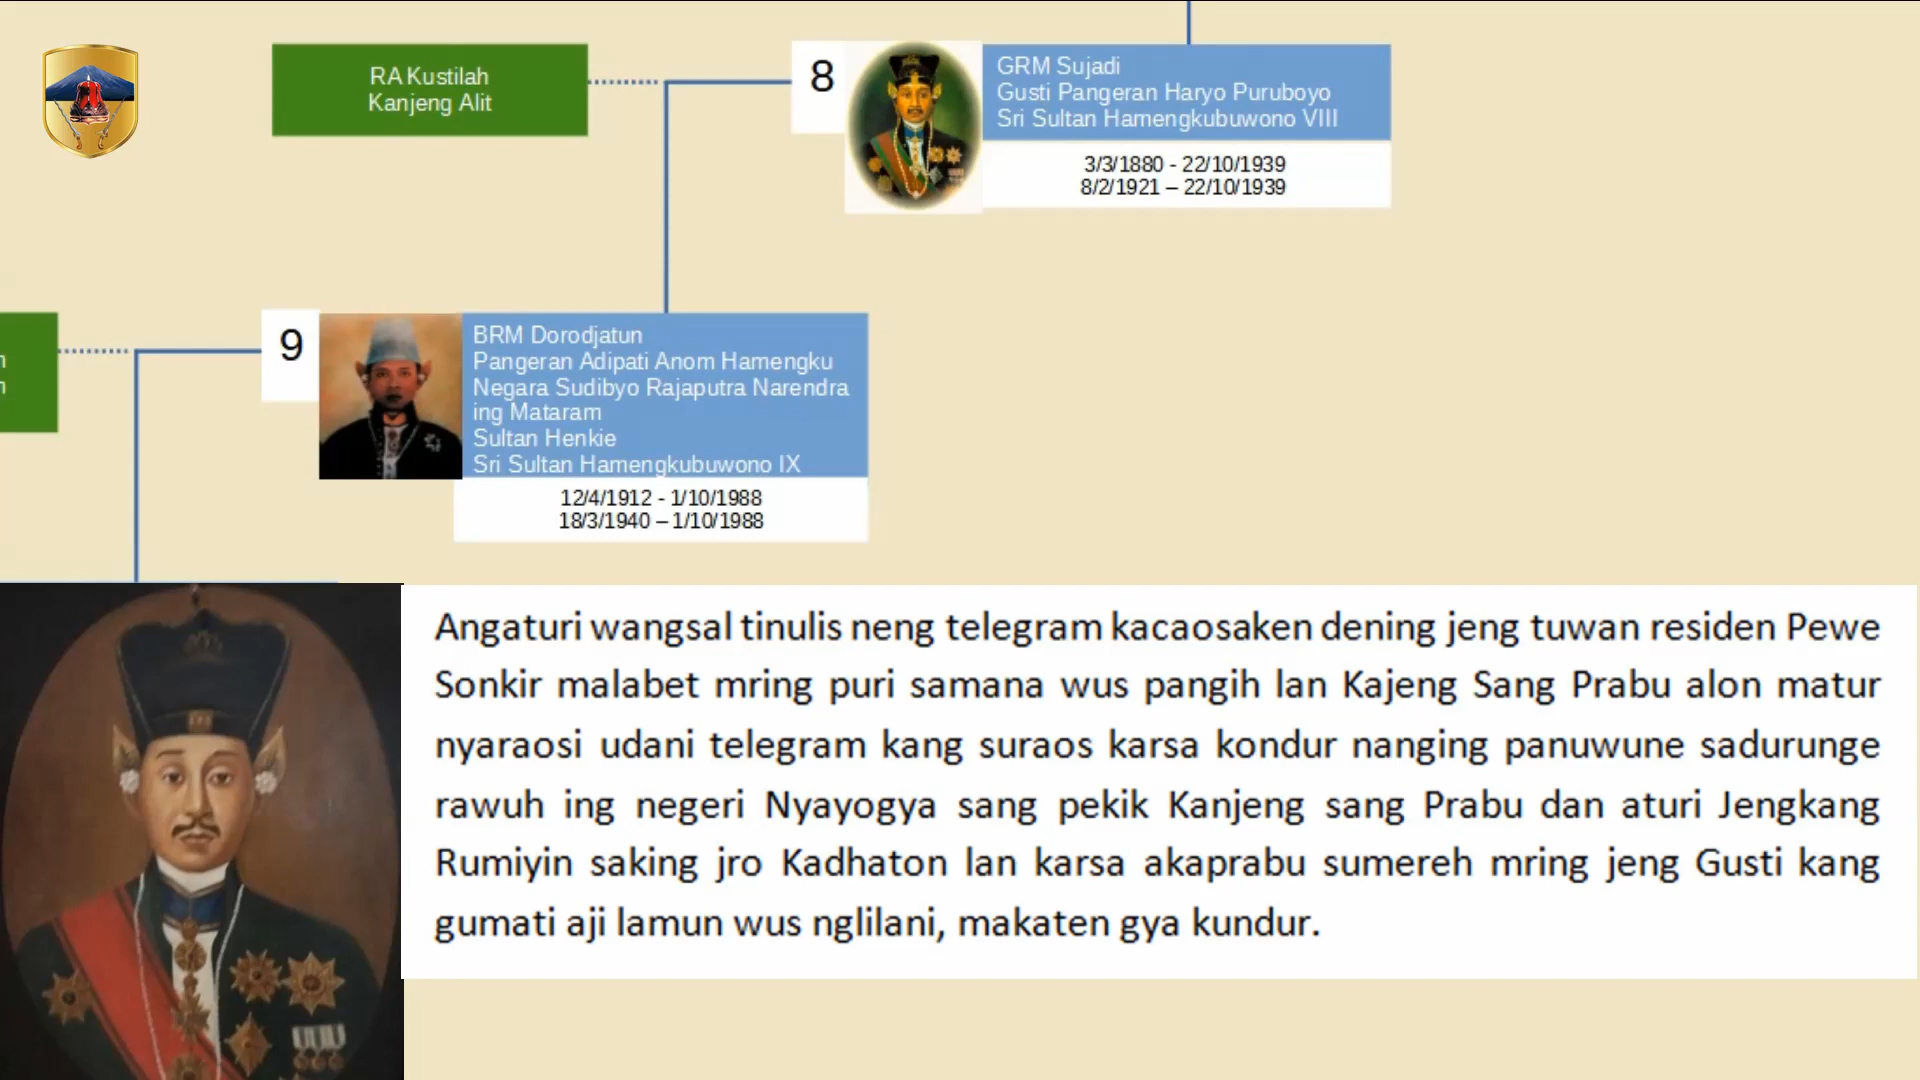 RA Kustilah
Kanjeng Alit
8
GRM Sujadi
Gusti Pangeran Haryo Puruboyo
Sri Sultan Hamengkubuwono VIII
3/3/1880 - 22/10/1939
8/2/1921 – 22/10/1939
9
BRM Dorodjatun
Pangeran Adipati Anom Hamengku
Negara Sudibyo Rajaputra Narendra
ing Mataram
Sultan Henkie
Sri Sultan Hamengkubuwono IX
12/4/1912 - 1/10/1988
18/3/1940 – 1/10/1988
Angaturi wangsal tinulis neng telegram kacaosaken dening jeng tuwan residen Pewe
Sonkir malabet mring puri samana wus pangih lan Kajeng Sang Prabu alon matur
nyaraosi udani telegram kang suraos karsa kondur nanging panuwune sadurunge
rawuh ing negeri Nyayogya sang pekik Kanjeng sang Prabu dan aturi Jengkang
Rumiyin saking jro Kadhaton lan karsa akaprabu sumereh mring jeng Gusti kang
gumati aji lamun wus nglilani, makaten gya kundur.